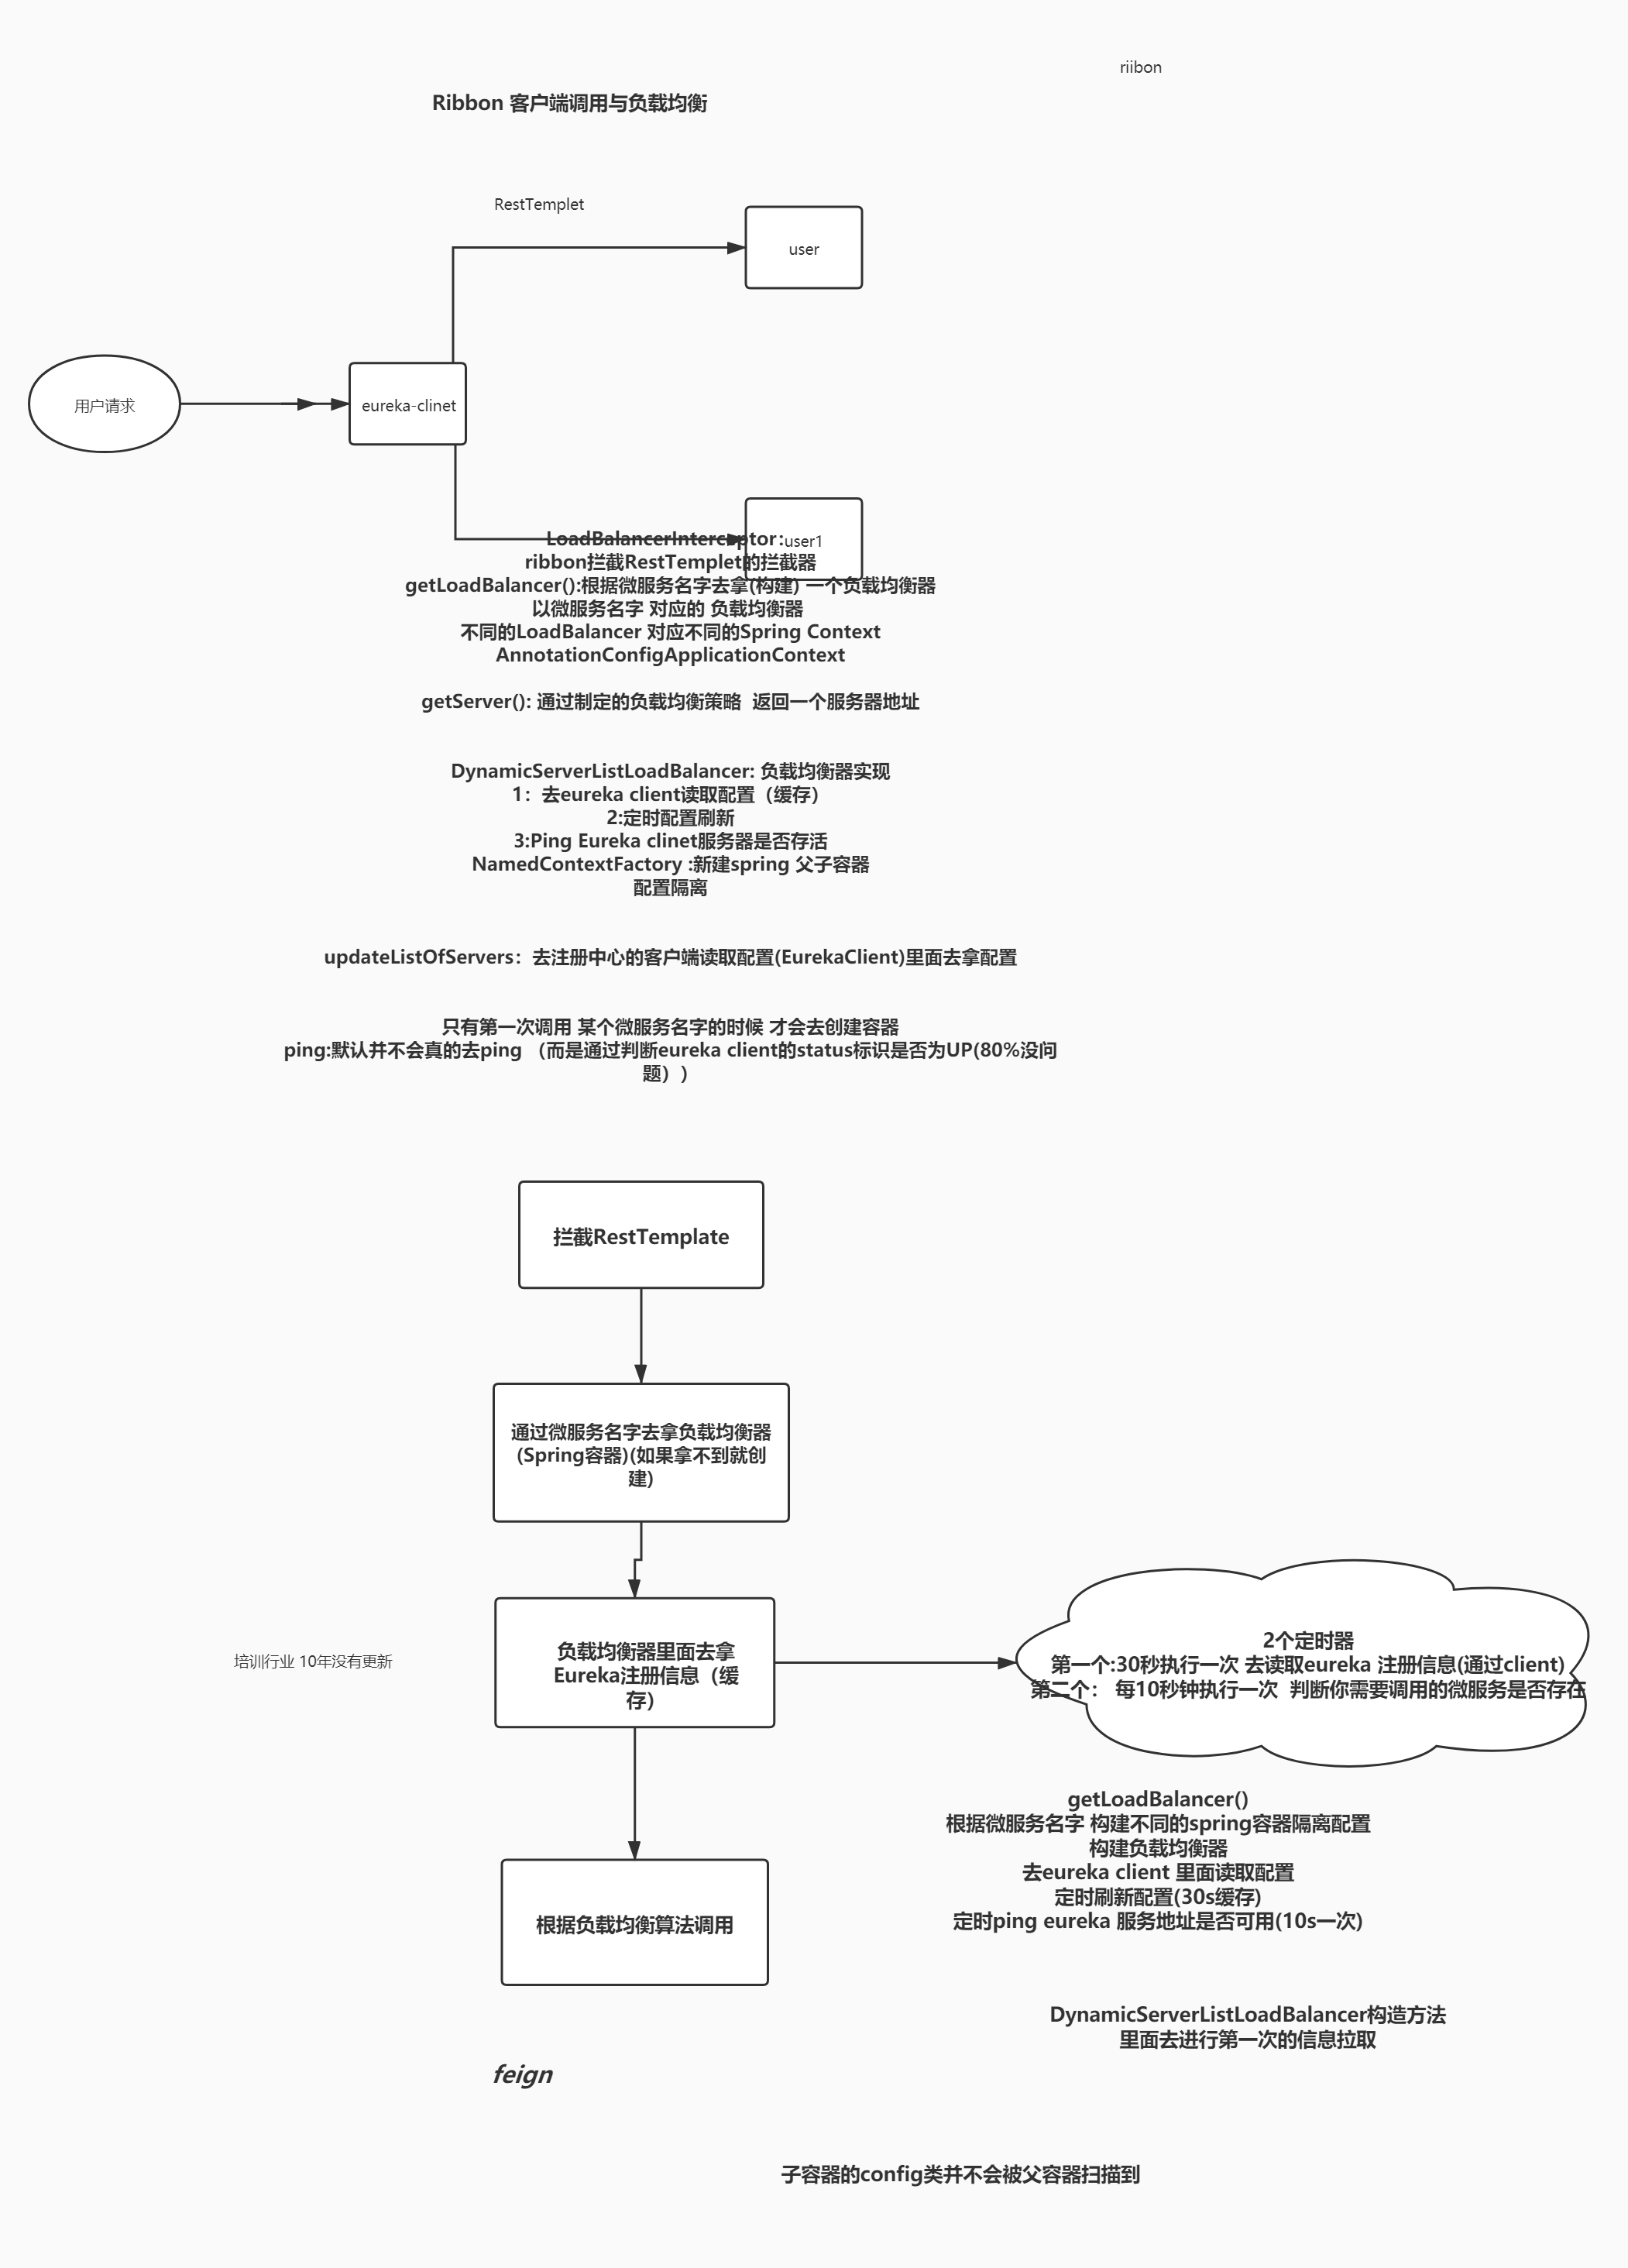 riibon
Ribbon 客户端调用与负载均衡
RestTemplet
user
用户请求
eureka-clinet
user1
LoadBalancerInterceptor：
ribbon拦截RestTemplet的拦截器
getLoadBalancer():根据微服务名字去拿(构建) 一个负载均衡器
以微服务名字 对应的 负载均衡器
不同的LoadBalancer 对应不同的Spring Context
AnnotationConfigApplicationContext
getServer(): 通过制定的负载均衡策略  返回一个服务器地址
DynamicServerListLoadBalancer: 负载均衡器实现
1：去eureka client读取配置（缓存）
2:定时配置刷新
3:Ping Eureka clinet服务器是否存活
NamedContextFactory :新建spring 父子容器
配置隔离
updateListOfServers：去注册中心的客户端读取配置(EurekaClient)里面去拿配置
只有第一次调用 某个微服务名字的时候 才会去创建容器
ping:默认并不会真的去ping （而是通过判断eureka client的status标识是否为UP(80%没问
题））
拦截RestTemplate
通过微服务名字去拿负载均衡器
(Spring容器)(如果拿不到就创
建)
负载均衡器里面去拿
Eureka注册信息（缓
存）
培训行业 10年没有更新
2个定时器
第一个:30秒执行一次 去读取eureka 注册信息(通过client)
第二个： 每10秒钟执行一次  判断你需要调用的微服务是否存在
getLoadBalancer()
根据微服务名字 构建不同的spring容器隔离配置
构建负载均衡器
去eureka client 里面读取配置
定时刷新配置(30s缓存)
定时ping eureka 服务地址是否可用(10s一次)
根据负载均衡算法调用
DynamicServerListLoadBalancer构造方法
里面去进行第一次的信息拉取
feign
子容器的config类并不会被父容器扫描到